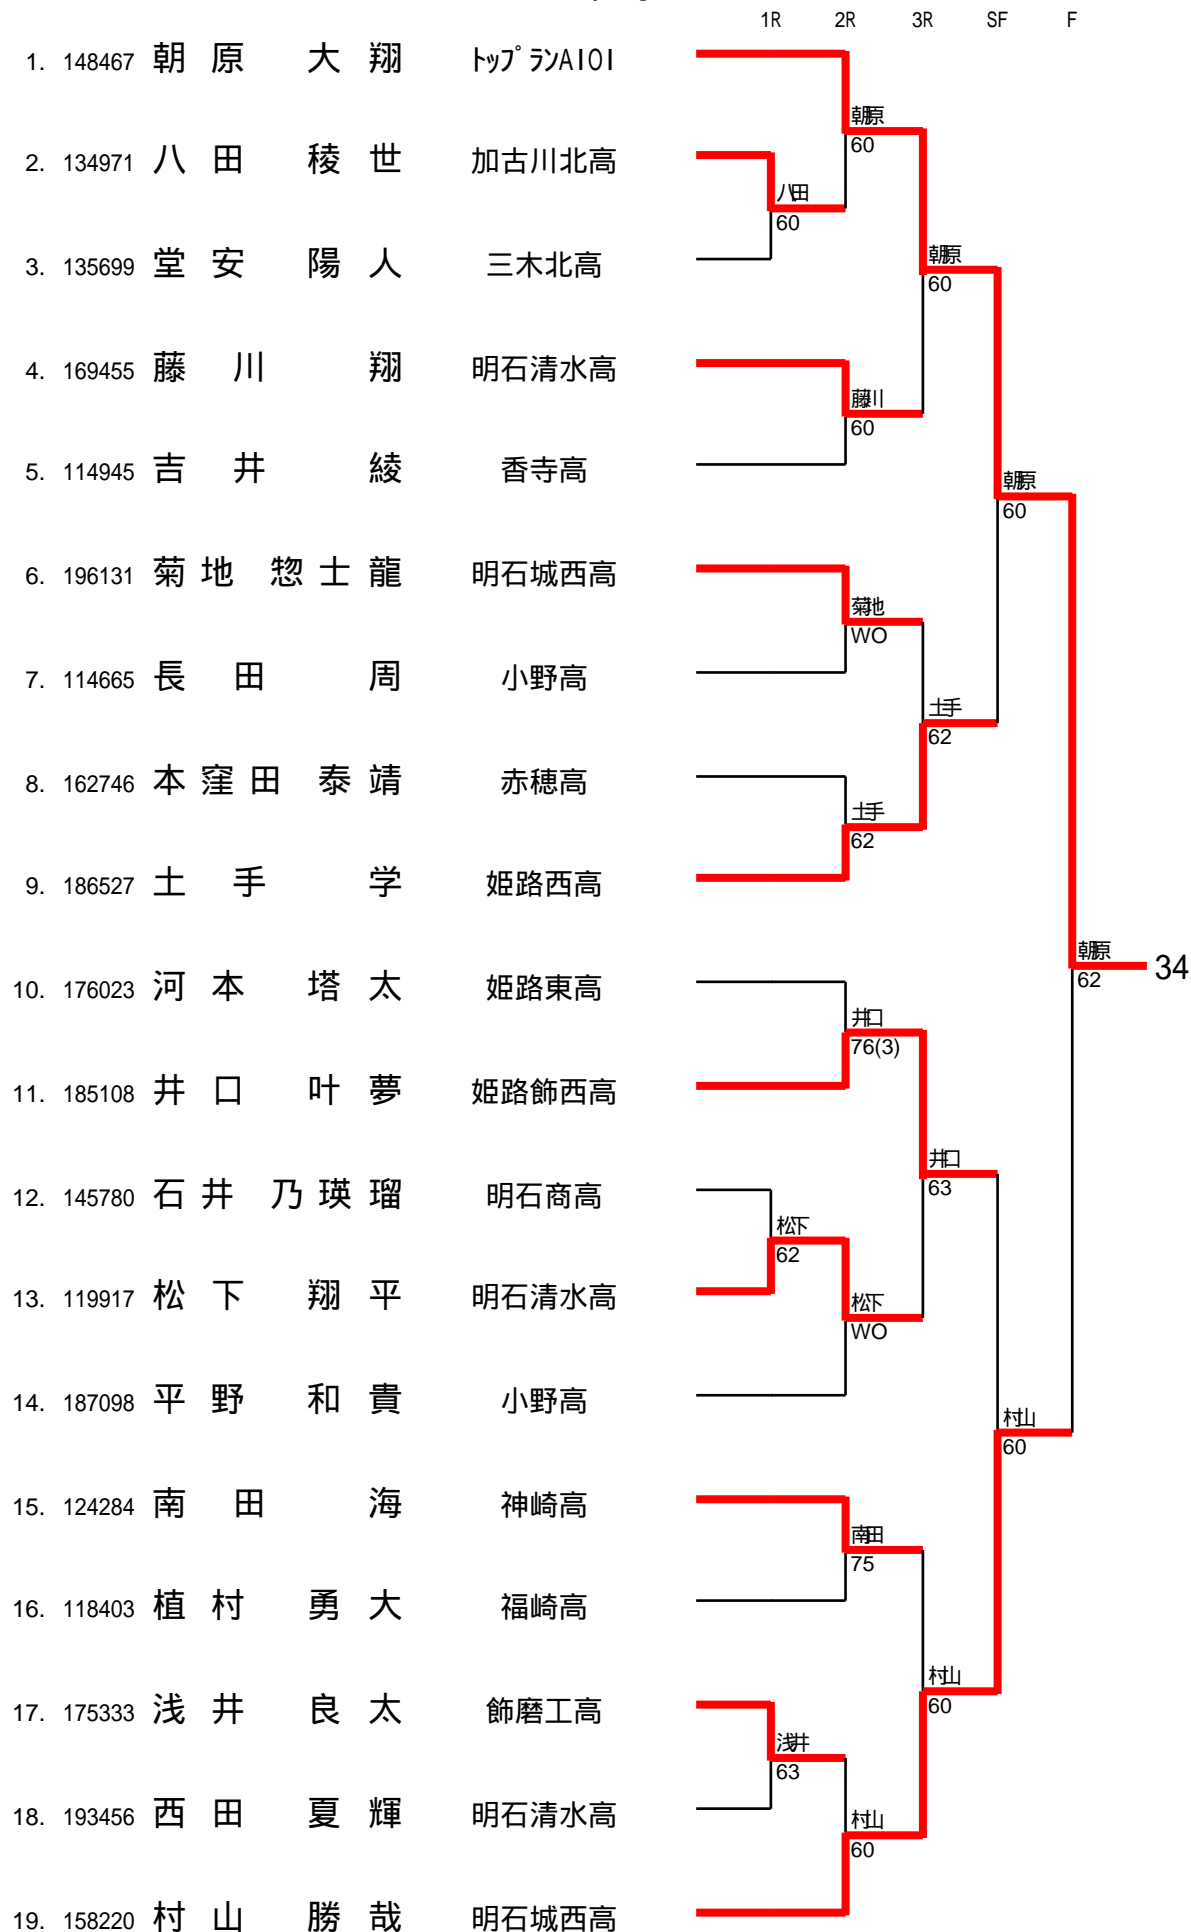 1R 2R 3R SF F
1. 148467 朝原 大翔 トップランAIOI
朝原
60
2. 134971 八田 稜世 加古川北高
八田
60
3. 135699 堂安 陽人 三木北高
朝原
60
4. 169455 藤川 翔 明石清水高
藤川
60
5. 114945 吉井 綾 香寺高
朝原
60
6. 196131 菊地 惣士龍 明石城西高
菊地
WO
7. 114665 長田 周 小野高
土手
62
8. 162746 本窪田 泰靖 赤穂高
土手
62
9. 186527 土手 学 姫路西高
朝原
62
34
10. 176023 河本 塔太 姫路東高
井口
76(3)
11. 185108 井口 叶夢 姫路飾西高
井口
63
12. 145780 石井 乃瑛瑠 明石商高
松下
62
13. 119917 松下 翔平 明石清水高
松下
WO
14. 187098 平野 和貴 小野高
村山
60
15. 124284 南田 海 神崎高
南田
75
16. 118403 植村 勇大 福崎高
村山
60
17. 175333 浅井 良太 飾磨工高
浅井
63
18. 193456 西田 夏輝 明石清水高
村山
60
19. 158220 村山 勝哉 明石城西高